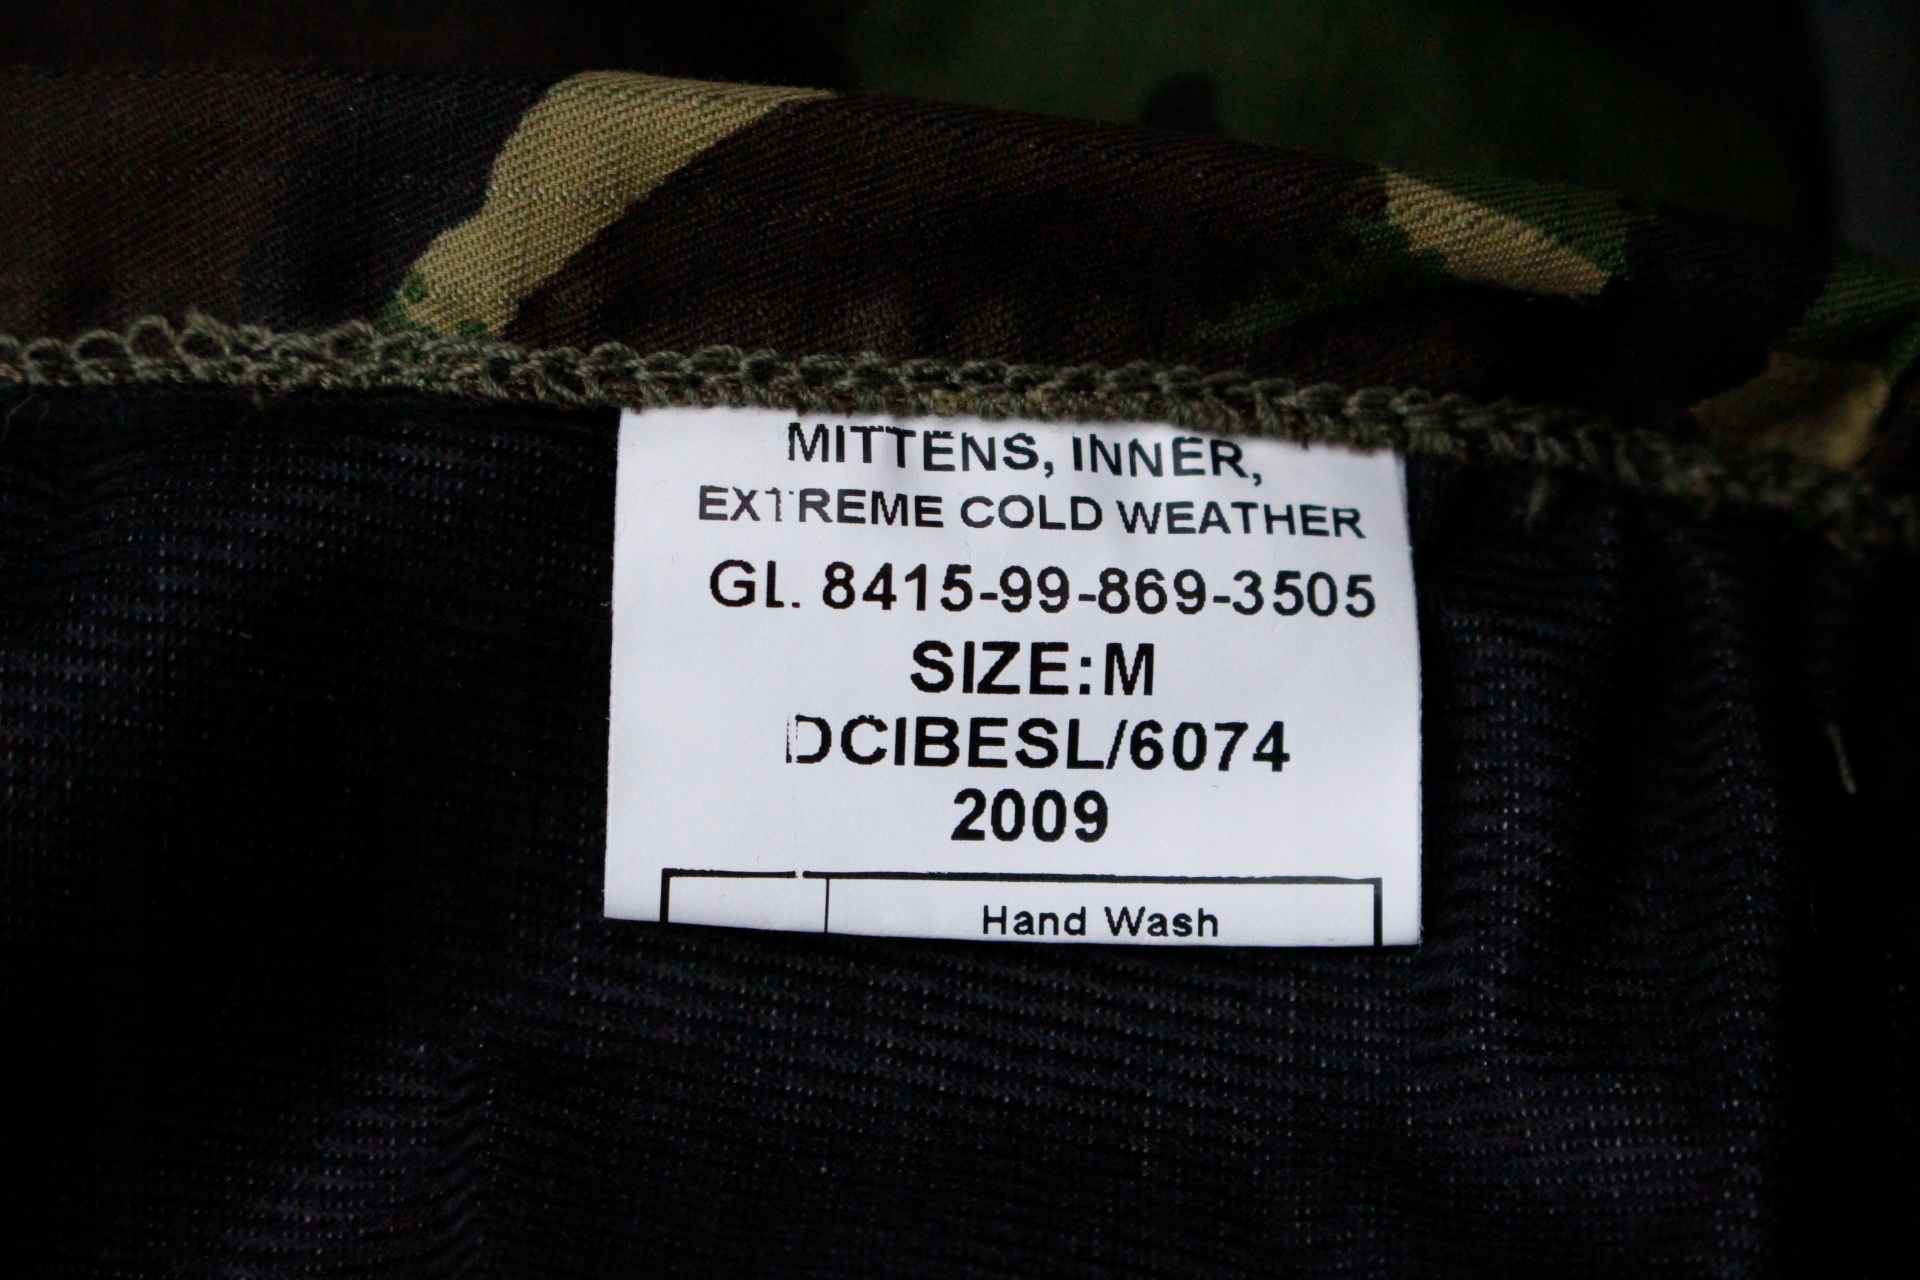 MITTENS, INNER,
EXTREME COLD WEATHER
GL. 8415-99-869-3505
SIZE:M
DCIBESL/6074
2009
Hand Wash